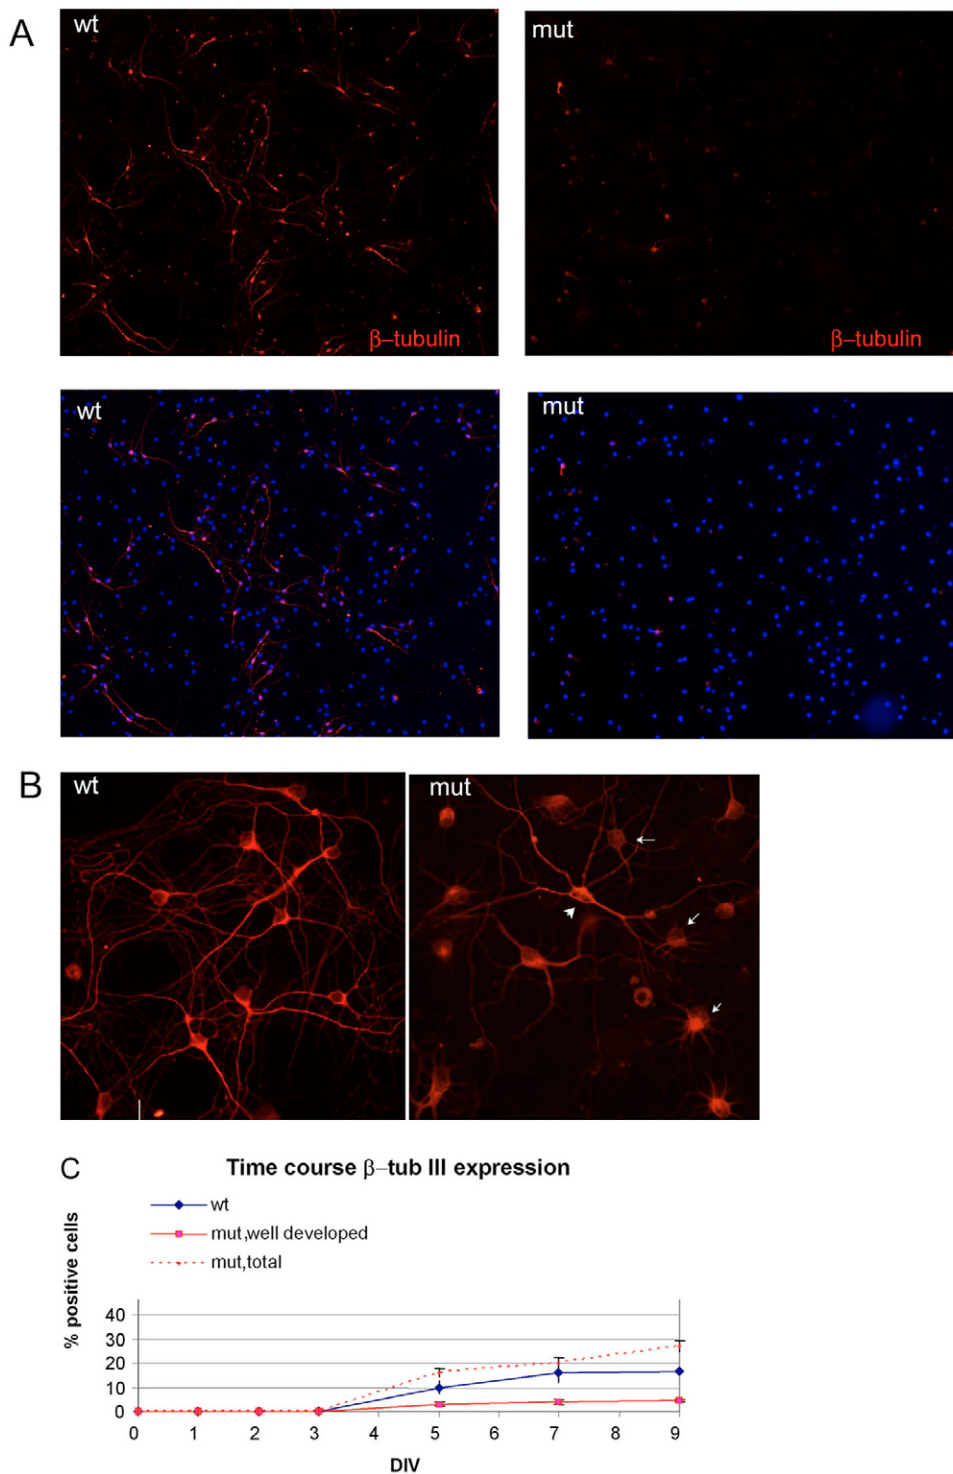 A
wt
mut
β–tubulin
β–tubulin
wt
mut
B
wt
mut
C
Time course β–tub III expression
wt
mut,well developed
mut,total
% positive cells
40
30
20
10
0
0 1 2 3 4 5 6 7 8 9
DIV